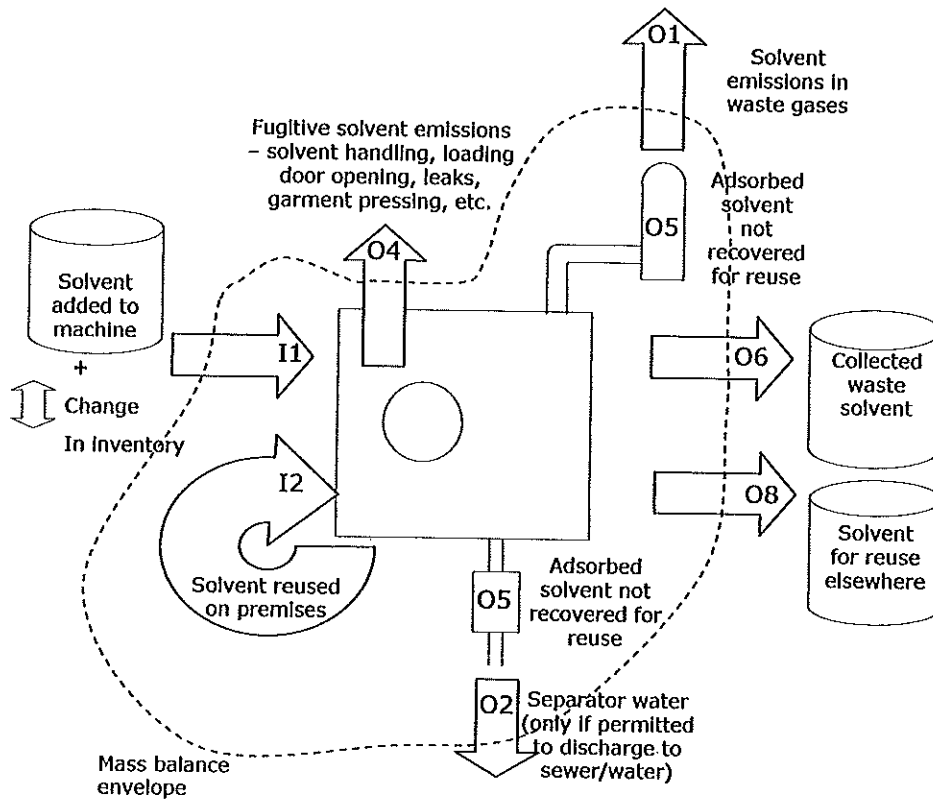 O1
Solvent
emissions in
waste gases
Fugitive solvent emissions
– solvent handling, loading
door opening, leaks,
garment pressing, etc.
O4
O5
Adsorbed
solvent
not
recovered
for reuse
Solvent
added to
machine
+
Change
In inventory
I1
O6
Collected
waste
solvent
I2
Solvent reused
on premises
O8
Solvent
for reuse
elsewhere
O5
Adsorbed
solvent not
recovered for
reuse
O2
Separator water
(only if permitted
to discharge to
sewer/water)
Mass balance
envelope